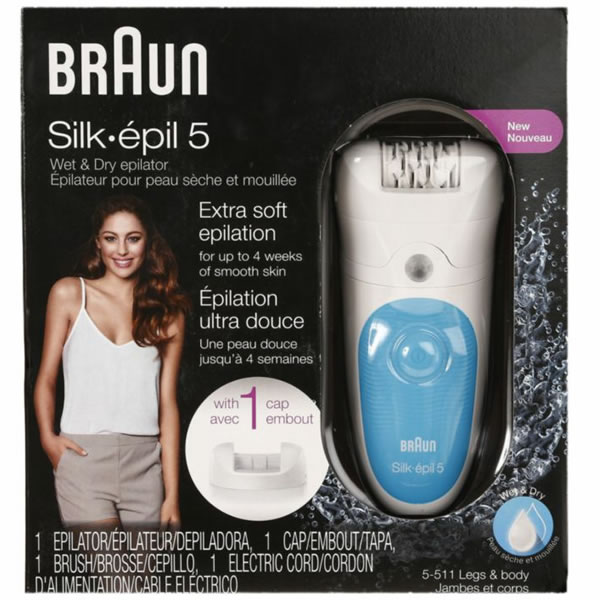 BRAUN
Silk•épil 5
Wet & Dry epilator
Épilateur pour peau sèche et mouillée
New
Nouveau
Extra soft
epilation
for up to 4 weeks
of smooth skin
Épilation
ultra douce
Une peau douce
jusqu'à 4 semaines
with 1 cap
avec embout
BRAUN
Silk•épil 5
Wet & Dry
Peau sèche et mouillée
1 EPILATOR/ÉPILATEUR/DEPILADORA, 1 CAP/EMBOUT/TAPA,
1 BRUSH/BROSSE/CEPILLO, 1 ELECTRIC CORD/CORDON
D'ALIMENTATION/CABLE ELÉCTRICO
5-511 Legs & body
Jambes et corps